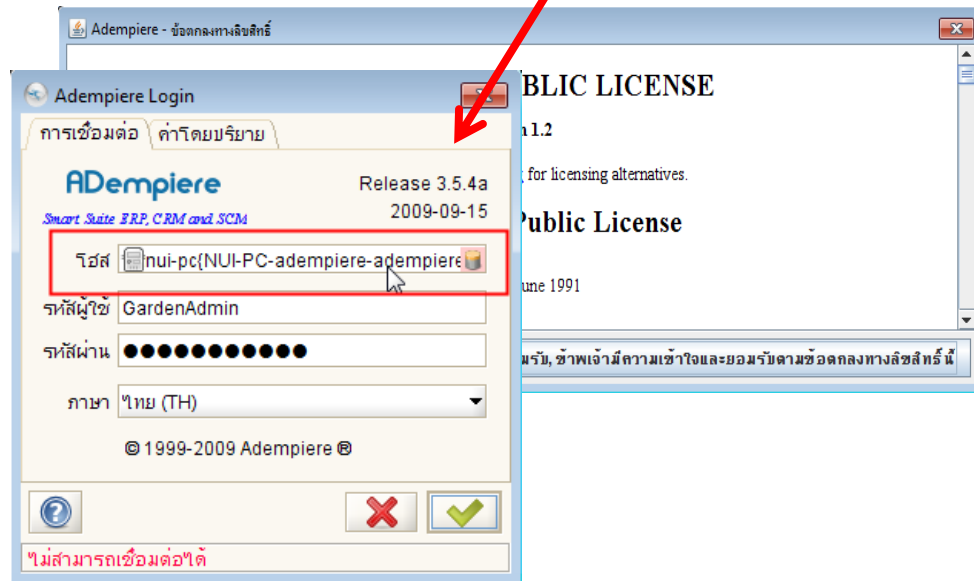 Adempiere - ข้อตกลงทางลิขสิทธิ์
BLIC LICENSE
n 1.2
for licensing alternatives.
Public License
une 1991
มรับ, ข้าพเจ้ามีความเข้าใจและยอมรับตามข้อตกลงทางลิขสิทธิ์ นี้
Adempiere Login
การเชื่อมต่อ
ค่าโดยปริยาย
ADempiere
Release 3.5.4a
Smart Suite ERP, CRM and SCM
2009-09-15
โฮส
nui-pc{NUI-PC-adempiere-adempiere
รหัสผู้ใช้
GardenAdmin
รหัสผ่าน
●●●●●●●●●●●
ภาษา
ไทย (TH)
© 1999-2009 Adempiere ®
ไม่สามารถเชื่อมต่อได้